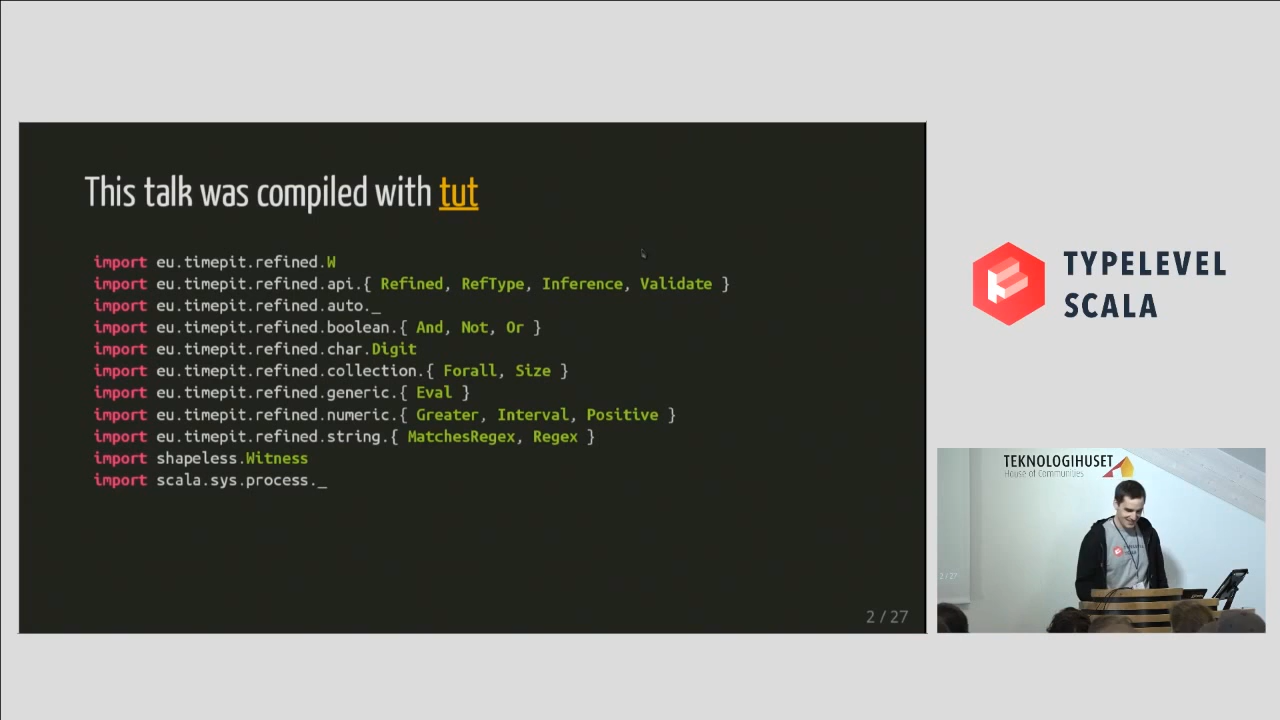 This talk was compiled with tut
import eu.timepit.refined.W
import eu.timepit.refined.api.{ Refined, RefType, Inference, Validate }
import eu.timepit.refined.auto._
import eu.timepit.refined.boolean.{ And, Not, Or }
import eu.timepit.refined.char.Digit
import eu.timepit.refined.collection.{ Forall, Size }
import eu.timepit.refined.generic.{ Eval }
import eu.timepit.refined.numeric.{ Greater, Interval, Positive }
import eu.timepit.refined.string.{ MatchesRegex, Regex }
import shapeless.Witness
import scala.sys.process._
2 / 27
TYPELEVEL
SCALA
TEKNOLOGIHUSET
House of Communities
2 / 27